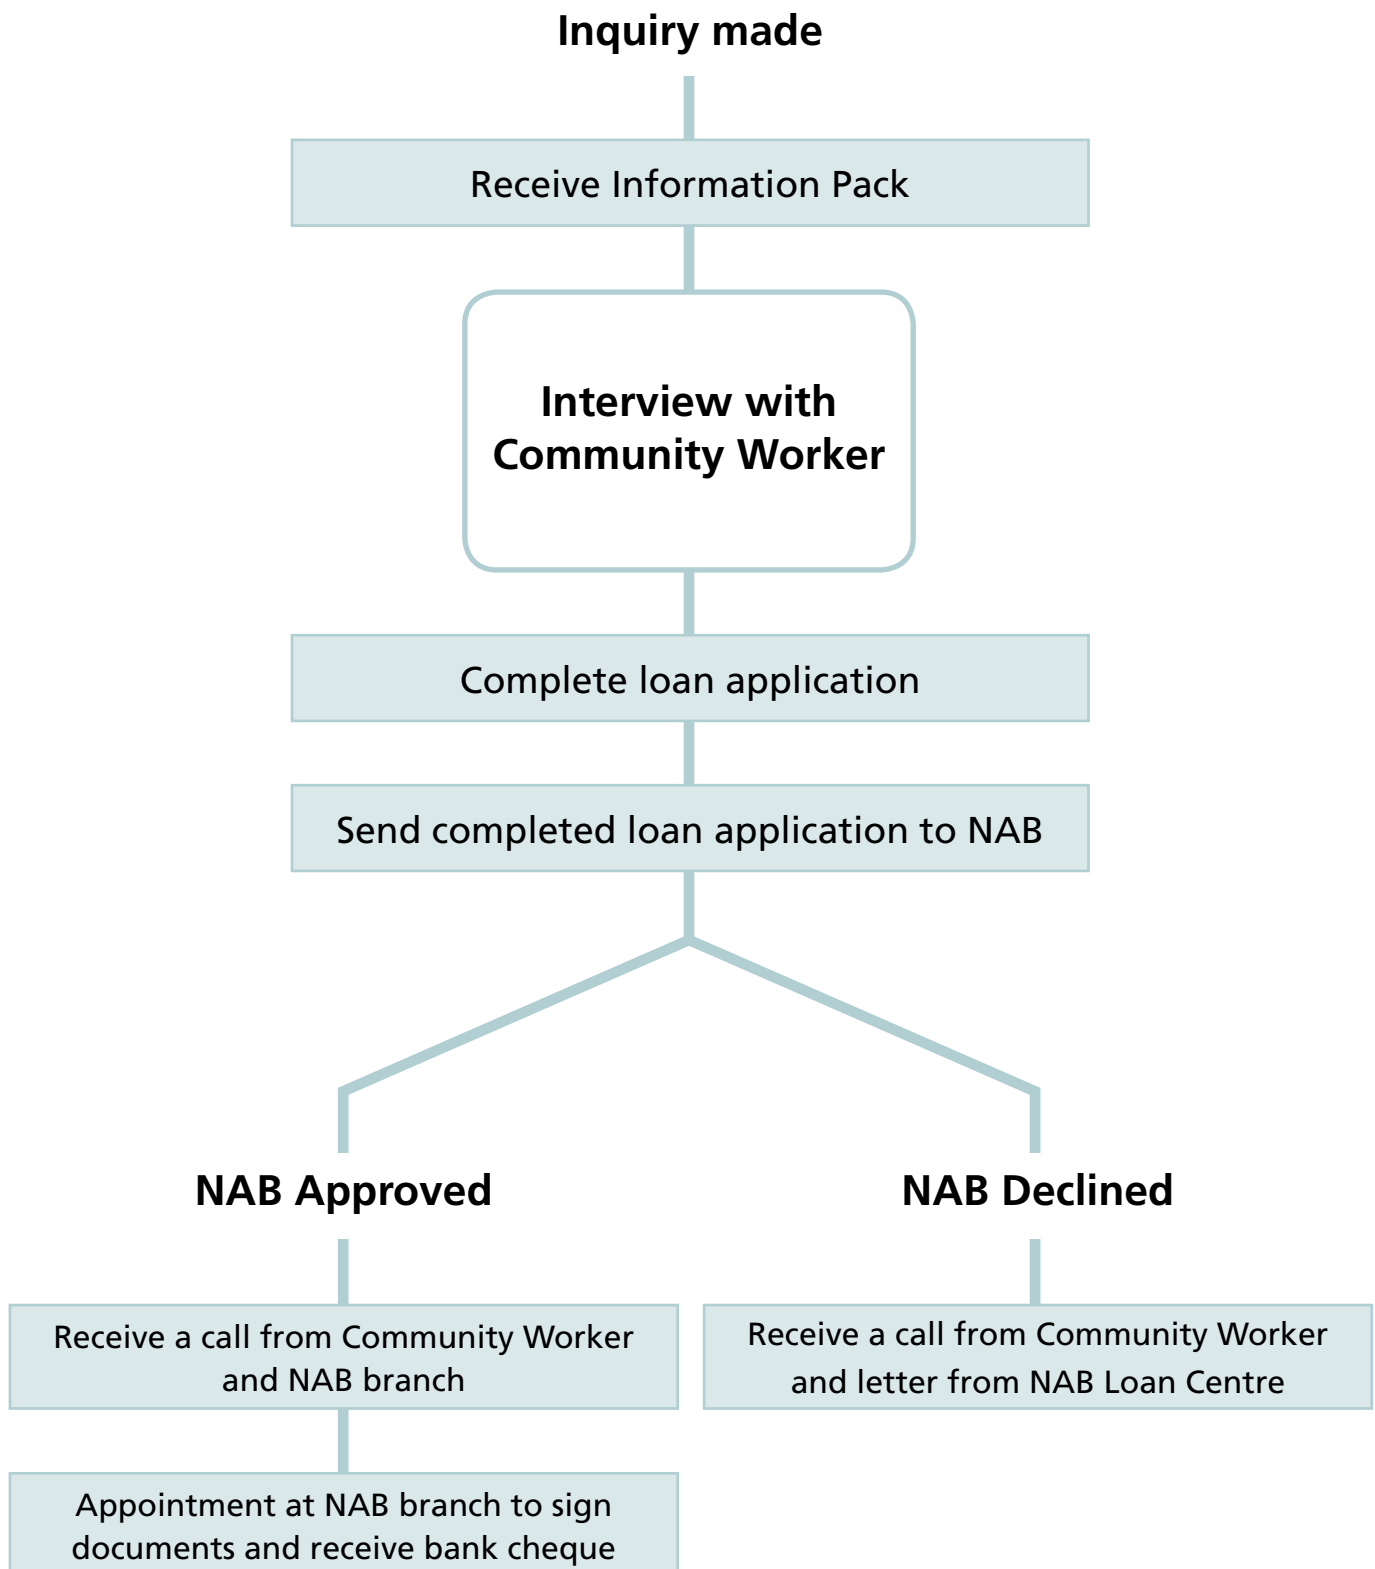 Inquiry made
Receive Information Pack
Interview with
Community Worker
Complete loan application
Send completed loan application to NAB
NAB Approved
NAB Declined
Receive a call from Community Worker
and NAB branch
Receive a call from Community Worker
and letter from NAB Loan Centre
Appointment at NAB branch to sign
documents and receive bank cheque